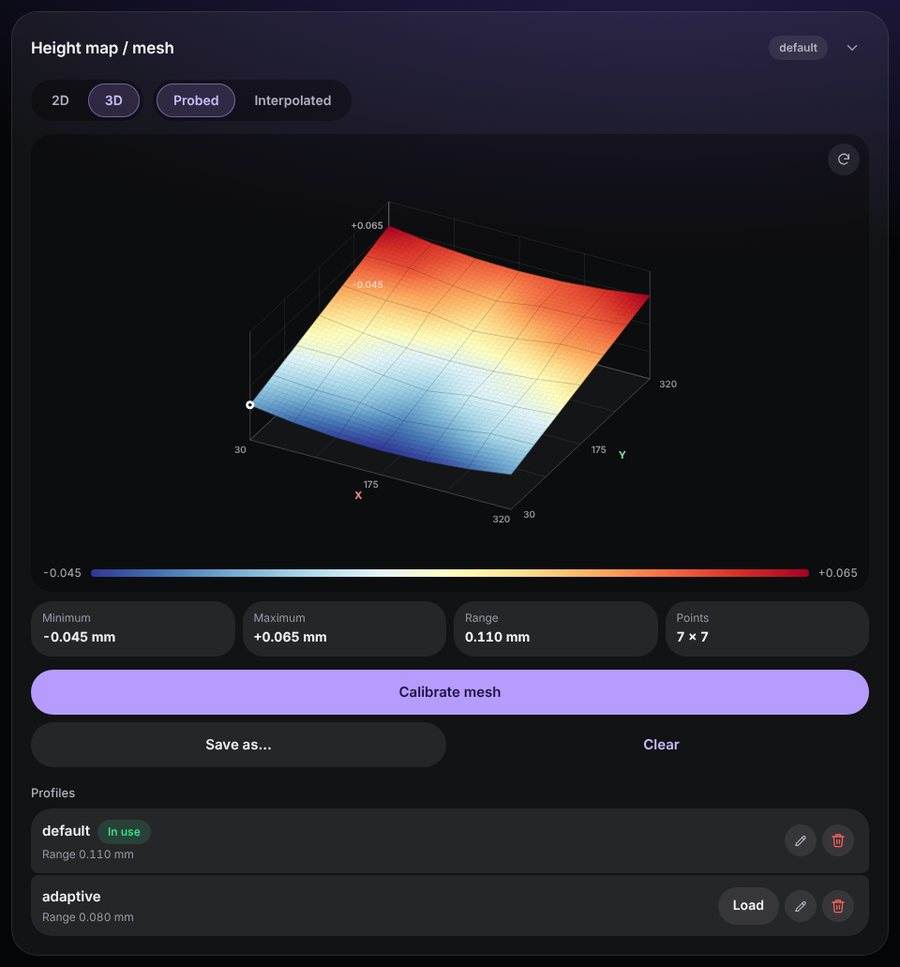 Height map / mesh
default
2D 3D Probed Interpolated
+0.065
-0.045
320
175
Y
30
175
X
320
30
-0.045
+0.065
Minimum
-0.045 mm
Maximum
+0.065 mm
Range
0.110 mm
Points
7 × 7
Calibrate mesh
Save as...
Clear
Profiles
default In use
Range 0.110 mm
adaptive
Range 0.080 mm
Load